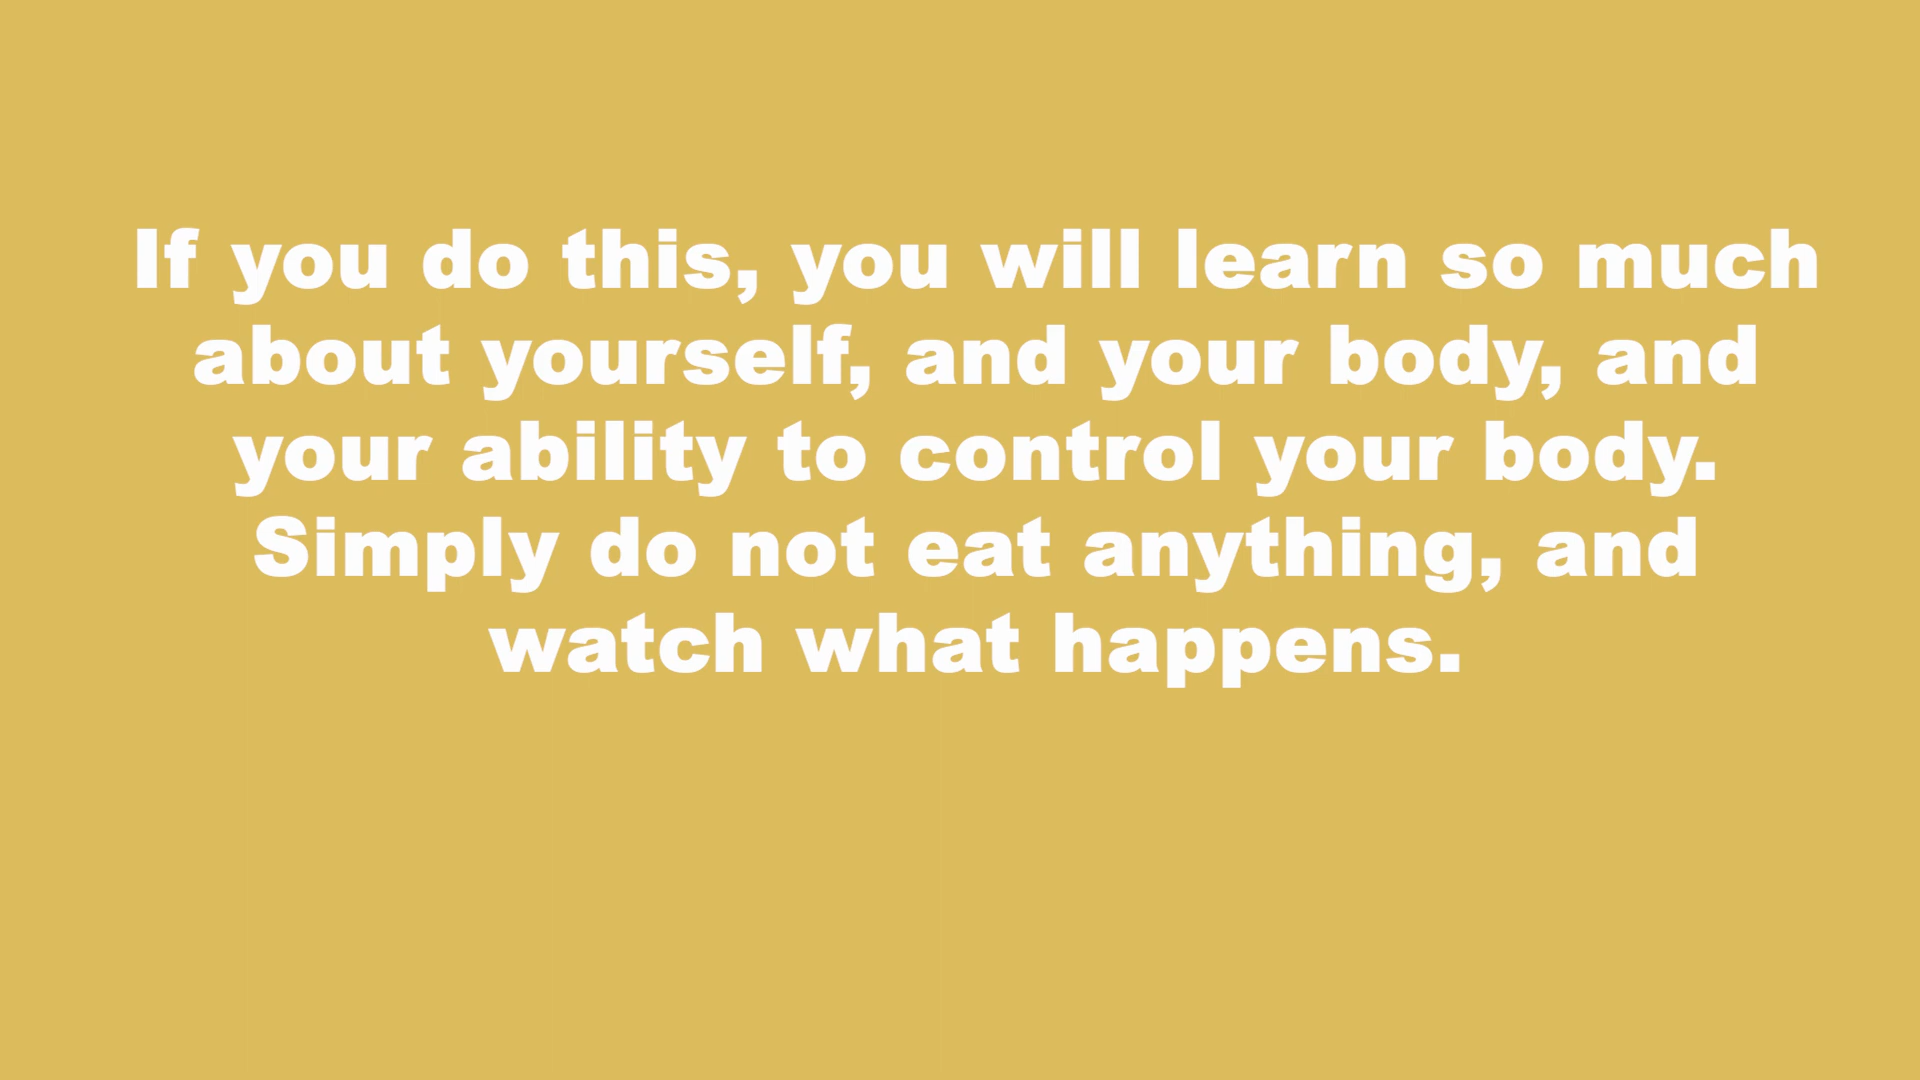 If you do this, you will learn so much
about yourself, and your body, and
your ability to control your body.
Simply do not eat anything, and
watch what happens.